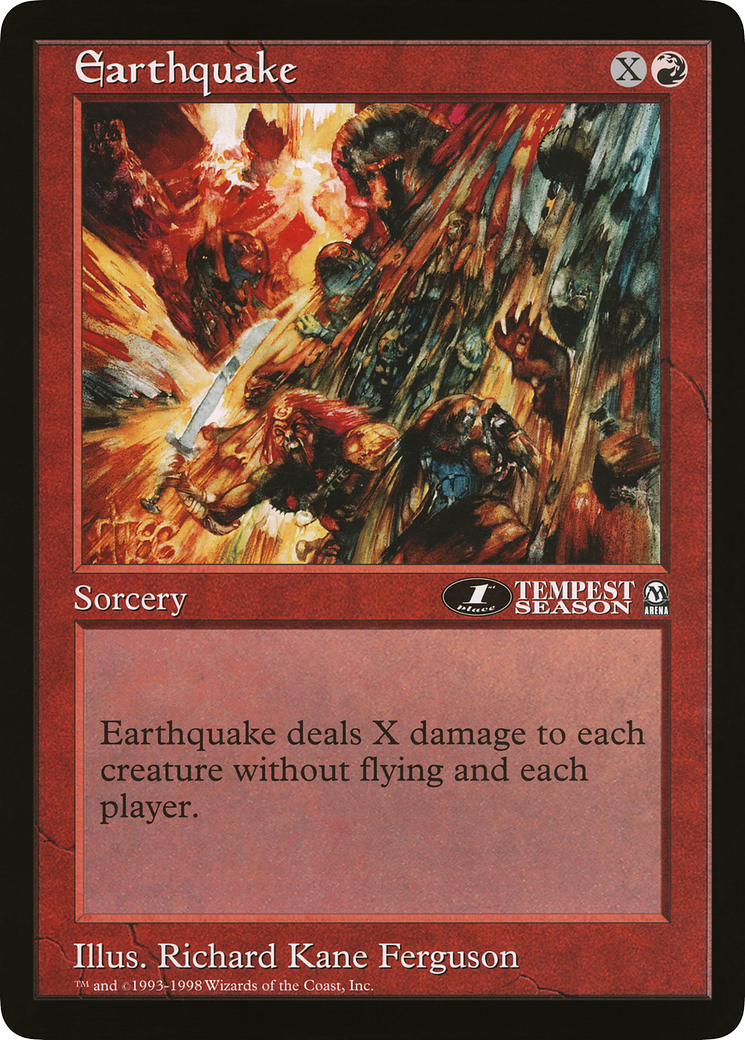 Earthquake
X
Sorcery
1st place
TEMPEST SEASON
ARENA
Earthquake deals X damage to each
creature without flying and each
player.
Illus. Richard Kane Ferguson
™ and ©1993-1998 Wizards of the Coast, Inc.